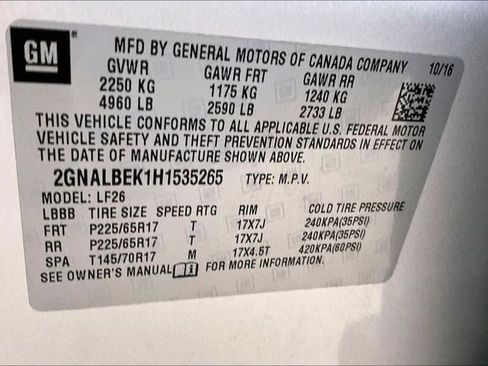 GM
MFD BY GENERAL MOTORS OF CANADA COMPANY 10/16
GVWR GAWR FRT GAWR RR
2250 KG 1175 KG 1240 KG
4960 LB 2590 LB 2733 LB
THIS VEHICLE CONFORMS TO ALL APPLICABLE U.S. FEDERAL MOTOR
VEHICLE SAFETY AND THEFT PREVENTION STANDARDS IN EFFECT ON
THE DATE OF MANUFACTURE SHOWN ABOVE.
2GNALBEK1H1535265 TYPE: M.P.V.
MODEL: LF26
LBBB TIRE SIZE SPEED RTG RIM COLD TIRE PRESSURE
FRT P225/65R17 T 17X7J 240KPA(35PSI)
RR P225/65R17 T 17X7J 240KPA(35PSI)
SPA T145/70R17 M 17X4.5T 420KPA(60PSI)
SEE OWNER'S MANUAL FOR MORE INFORMATION.